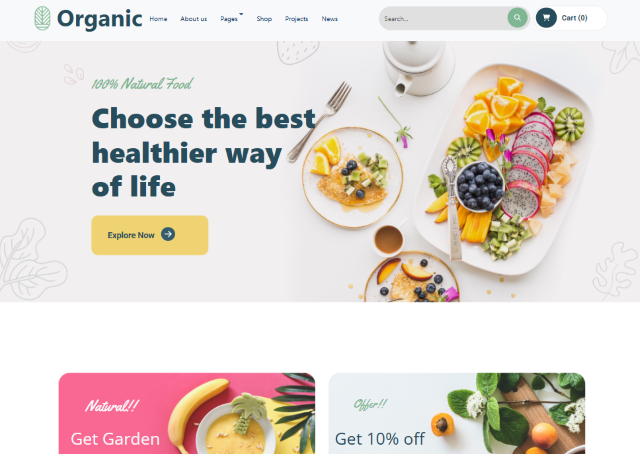 Organic
Home
About us
Pages
Shop
Projects
News
Search...
Cart (0)
100% Natural Food
Choose the best
healthier way
of life
Explore Now
Natural!!
Offer!!
Get Garden
Get 10% off